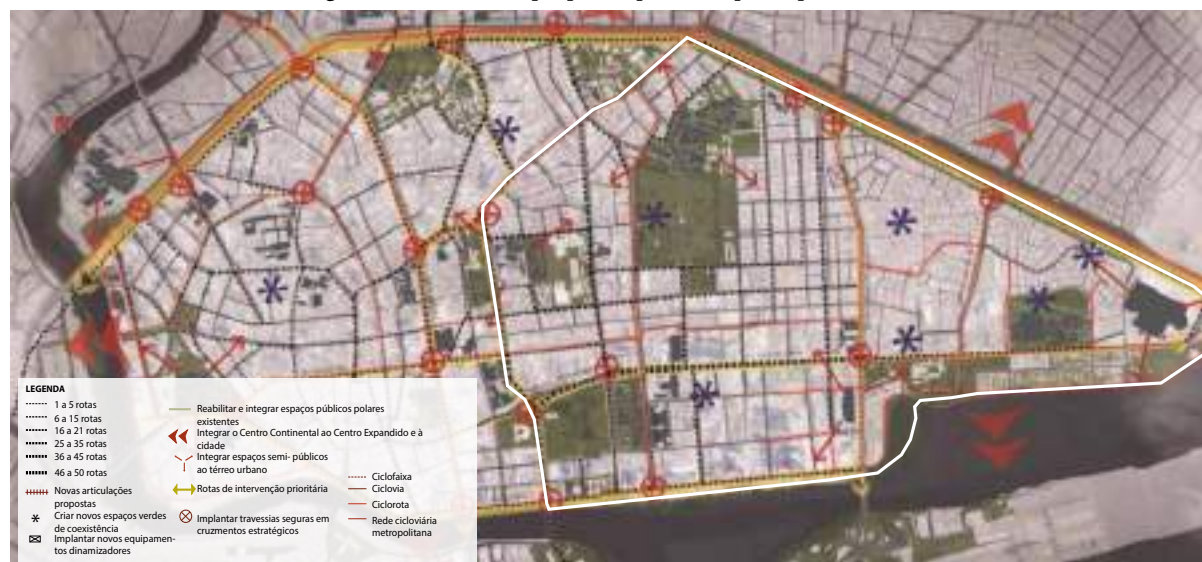 LEGENDA
1 a 5 rotas
6 a 15 rotas
16 a 21 rotas
25 a 35 rotas
36 a 45 rotas
46 a 50 rotas
Novas articulações
propostas
Criar novos espaços verdes
de coexistência
Implantar novos equipamen-
tos dinamizadores
Reabilitar e integrar espaços públicos polares
existentes
Integrar o Centro Continental ao Centro Expandido e à
cidade
Integrar espaços semi- públicos
ao térreo urbano
Rotas de intervenção prioritária
Implantar travessias seguras em
cruzmentos estratégicos
Ciclofaixa
Ciclovia
Ciclorota
Rede cicloviária
metropolitana